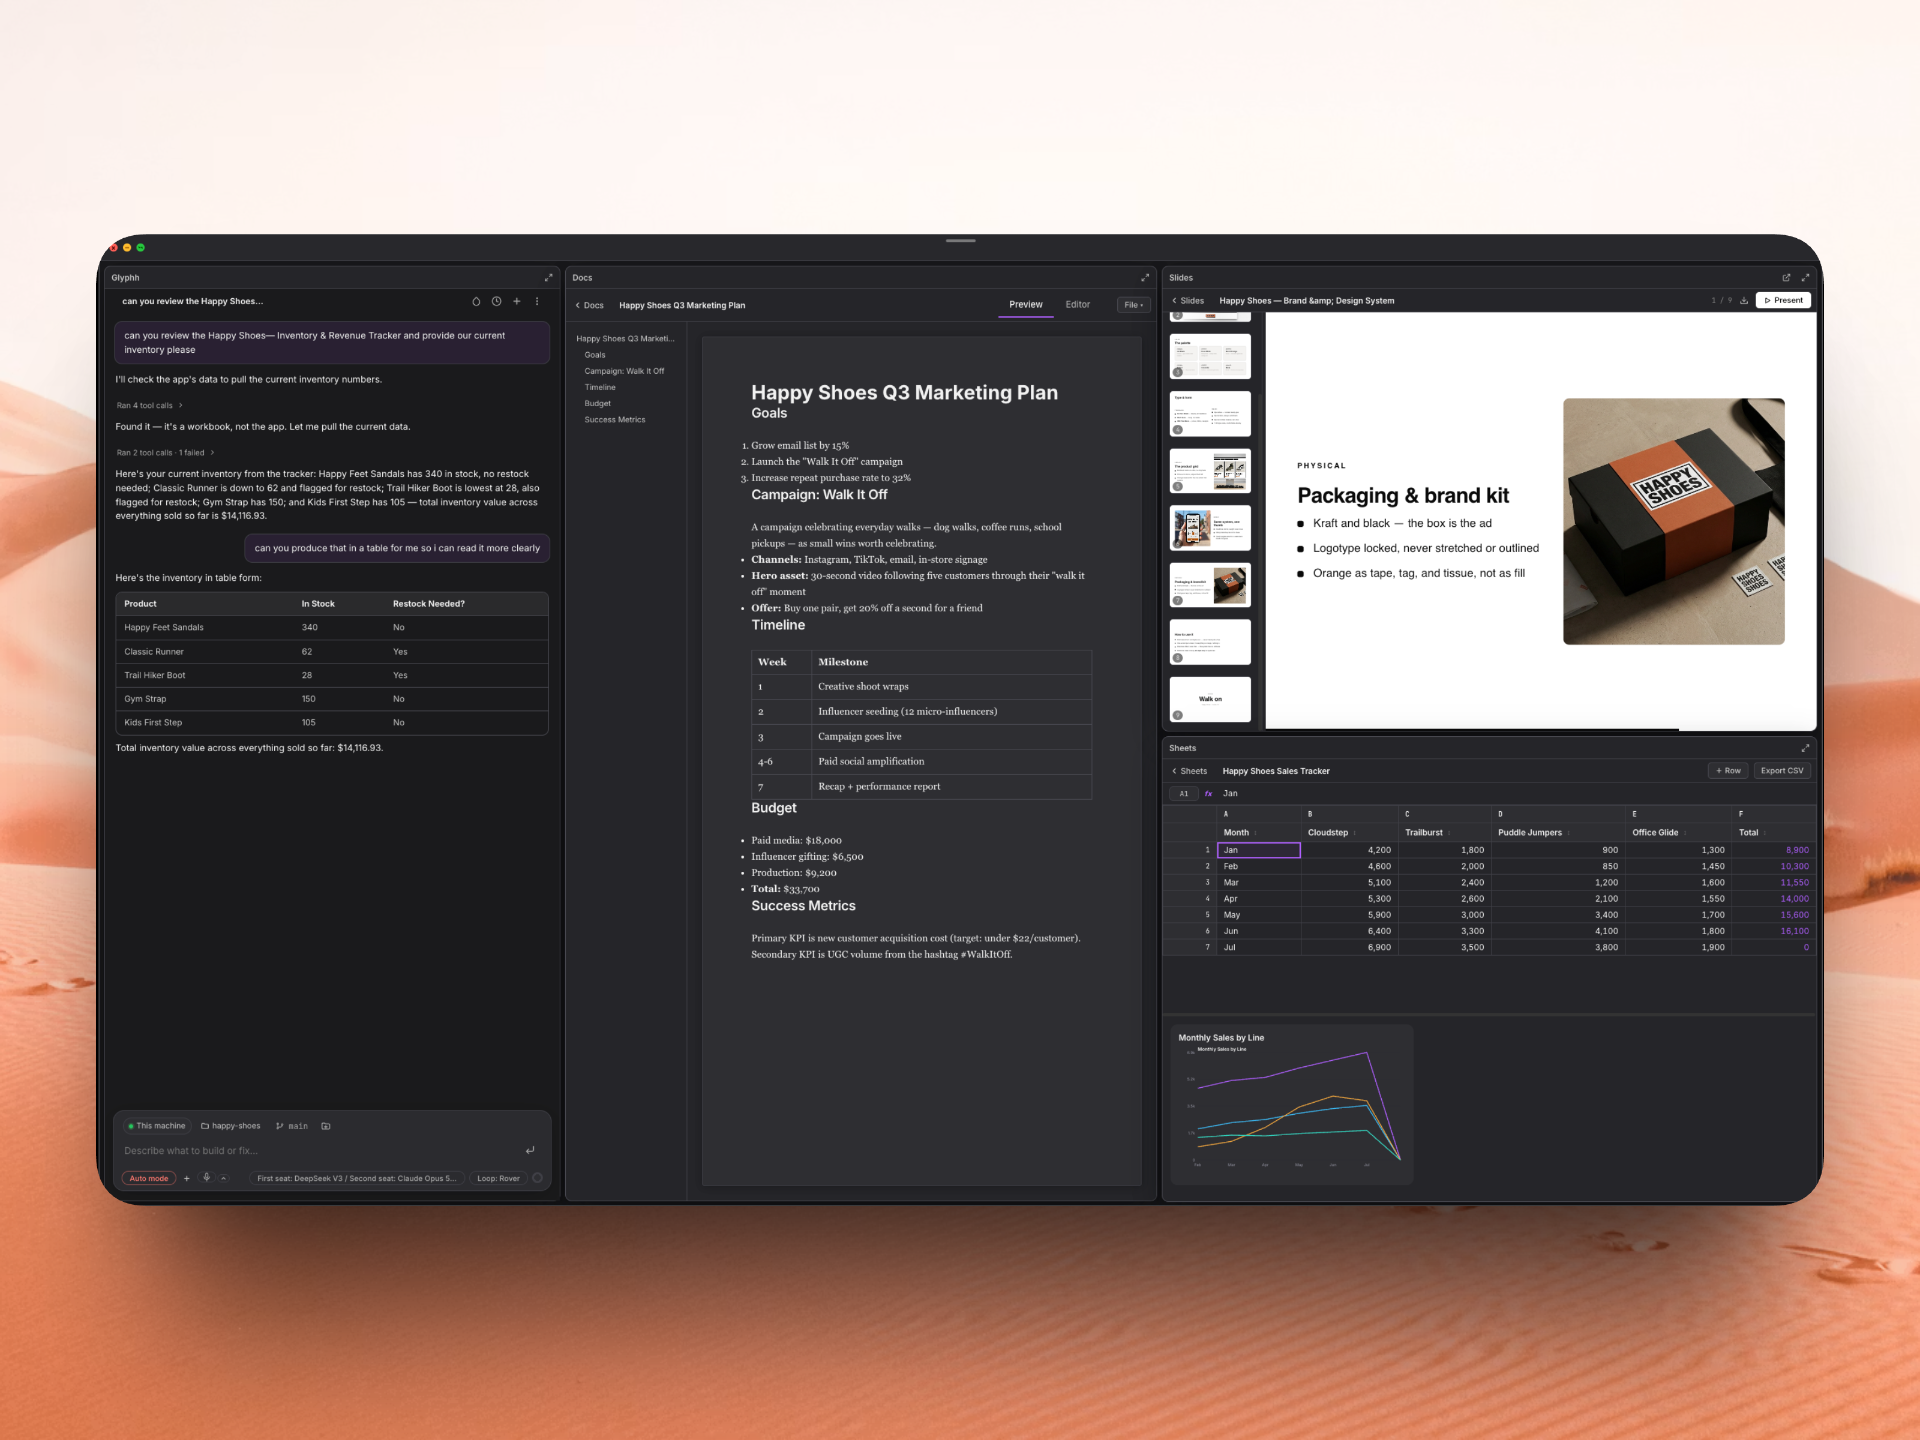 Glyphh
can you review the Happy Shoes...
can you review the Happy Shoes— Inventory & Revenue Tracker and provide our current
inventory please
I'll check the app's data to pull the current inventory numbers.
Ran 4 tool calls
Found it — it's a workbook, not the app. Let me pull the current data.
Ran 2 tool calls · 1 failed
Here's your current inventory from the tracker: Happy Feet Sandals has 340 in stock, no restock
needed; Classic Runner is down to 62 and flagged for restock; Trail Hiker Boot is lowest at 28, also
flagged for restock; Gym Strap has 150; and Kids First Step has 105 — total inventory value across
everything sold so far is $14,116.93.
can you produce that in a table for me so i can read it more clearly
Here's the inventory in table form:
Product In Stock Restock Needed?
Happy Feet Sandals 340 No
Classic Runner 62 Yes
Trail Hiker Boot 28 Yes
Gym Strap 150 No
Kids First Step 105 No
Total inventory value across everything sold so far: $14,116.93.
This machine happy-shoes main
Describe what to build or fix...
Auto mode + First seat: DeepSeek V3 / Second seat: Claude Opus 5... Loop: Rover
Docs
Docs Happy Shoes Q3 Marketing Plan Preview Editor File
Happy Shoes Q3 Marketi...
Goals
Campaign: Walk It Off
Timeline
Budget
Success Metrics
Happy Shoes Q3 Marketing Plan
Goals
1. Grow email list by 15%
2. Launch the "Walk It Off" campaign
3. Increase repeat purchase rate to 32%
Campaign: Walk It Off
A campaign celebrating everyday walks — dog walks, coffee runs, school
pickups — as small wins worth celebrating.
• Channels: Instagram, TikTok, email, in-store signage
• Hero asset: 30-second video following five customers through their "walk it
off" moment
• Offer: Buy one pair, get 20% off a second for a friend
Timeline
Week Milestone
1 Creative shoot wraps
2 Influencer seeding (12 micro-influencers)
3 Campaign goes live
4-6 Paid social amplification
7 Recap + performance report
Budget
• Paid media: $18,000
• Influencer gifting: $6,500
• Production: $9,200
• Total: $33,700
Success Metrics
Primary KPI is new customer acquisition cost (target: under $22/customer).
Secondary KPI is UGC volume from the hashtag #WalkItOff.
Slides
Slides Happy Shoes — Brand &amp; Design System 1 / 9 Present
Walk on
PHYSICAL
Packaging & brand kit
Kraft and black — the box is the ad
Logotype locked, never stretched or outlined
Orange as tape, tag, and tissue, not as fill
HAPPY
SHOES
HAPPY
SHOES
SHOES
Sheets
Sheets Happy Shoes Sales Tracker + Row Export CSV
A1 fx Jan
A B C D E F
Month Cloudstep Trailburst Puddle Jumpers Office Glide Total
1 Jan 4,200 1,800 900 1,300 8,900
2 Feb 4,600 2,000 850 1,450 10,300
3 Mar 5,100 2,400 1,200 1,600 11,550
4 Apr 5,300 2,600 2,100 1,550 14,000
5 May 5,900 3,000 3,400 1,700 15,600
6 Jun 6,400 3,300 4,100 1,800 16,100
7 Jul 6,900 3,500 3,800 1,900 0
Monthly Sales by Line
Monthly Sales by Line